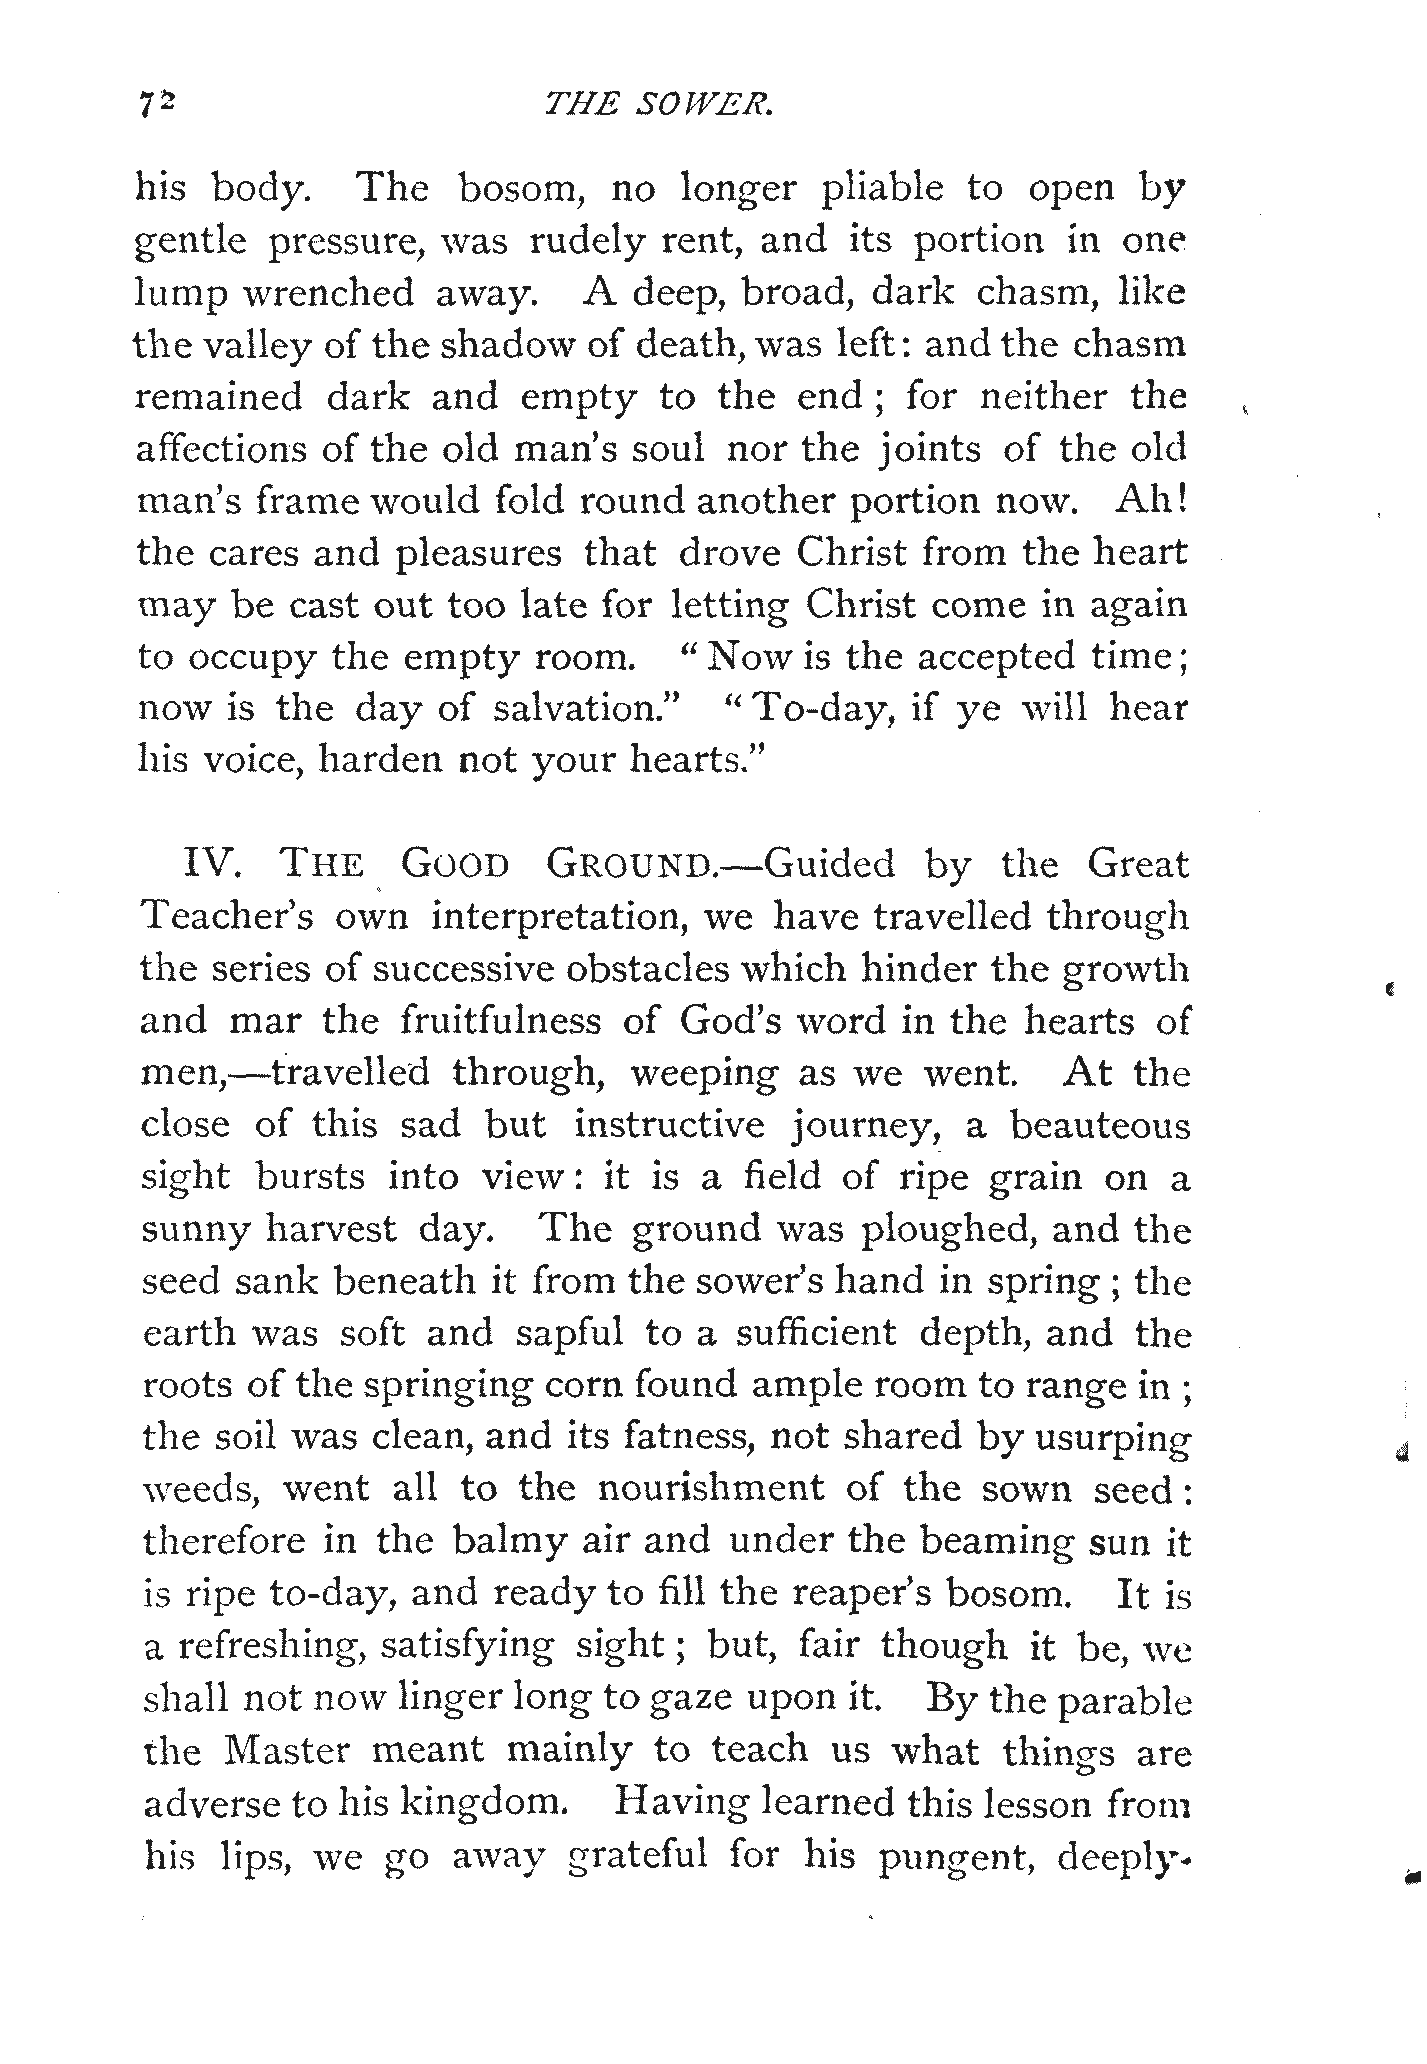 72 THE SOWER.
his body. The bosom, no longer pliable to open by
gentle pressure, was rudely rent, and its portion in one
lump wrenched away. A deep, broad, dark chasm, like
the valley of the shadow of death, was left: and the chasm
remained dark and empty to the end ; for neither the
affections of the old man's soul nor the joints of the old
man's frame would fold round another portion now. Ah!
the cares and pleasures that drove Christ from the heart
may be cast out too late for letting Christ come in again
to occupy the empty room. “Now is the accepted time;
now is the day of salvation.” “To-day, if ye will hear
his voice, harden not your hearts.”
IV. THE GOOD GROUND.—Guided by the Great
Teacher's own interpretation, we have travelled through
the series of successive obstacles which hinder the growth
and mar the fruitfulness of God's word in the hearts of
men,—travelled through, weeping as we went. At the
close of this sad but instructive journey, a beauteous
sight bursts into view: it is a field of ripe grain on a
sunny harvest day. The ground was ploughed, and the
seed sank beneath it from the sower's hand in spring ; the
earth was soft and sapful to a sufficient depth, and the
roots of the springing corn found ample room to range in ;
the soil was clean, and its fatness, not shared by usurping
weeds, went all to the nourishment of the sown seed :
therefore in the balmy air and under the beaming sun it
is ripe to-day, and ready to fill the reaper's bosom. It is
a refreshing, satisfying sight ; but, fair though it be, we
shall not now linger long to gaze upon it. By the parable
the Master meant mainly to teach us what things are
adverse to his kingdom. Having learned this lesson from
his lips, we go away grateful for his pungent, deeply-